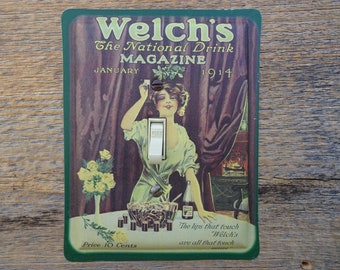 Welch's
The National Drink
MAGAZINE
JANUARY 1914
The lips that touch
Welch's
are all that touch
Price 10 Cents